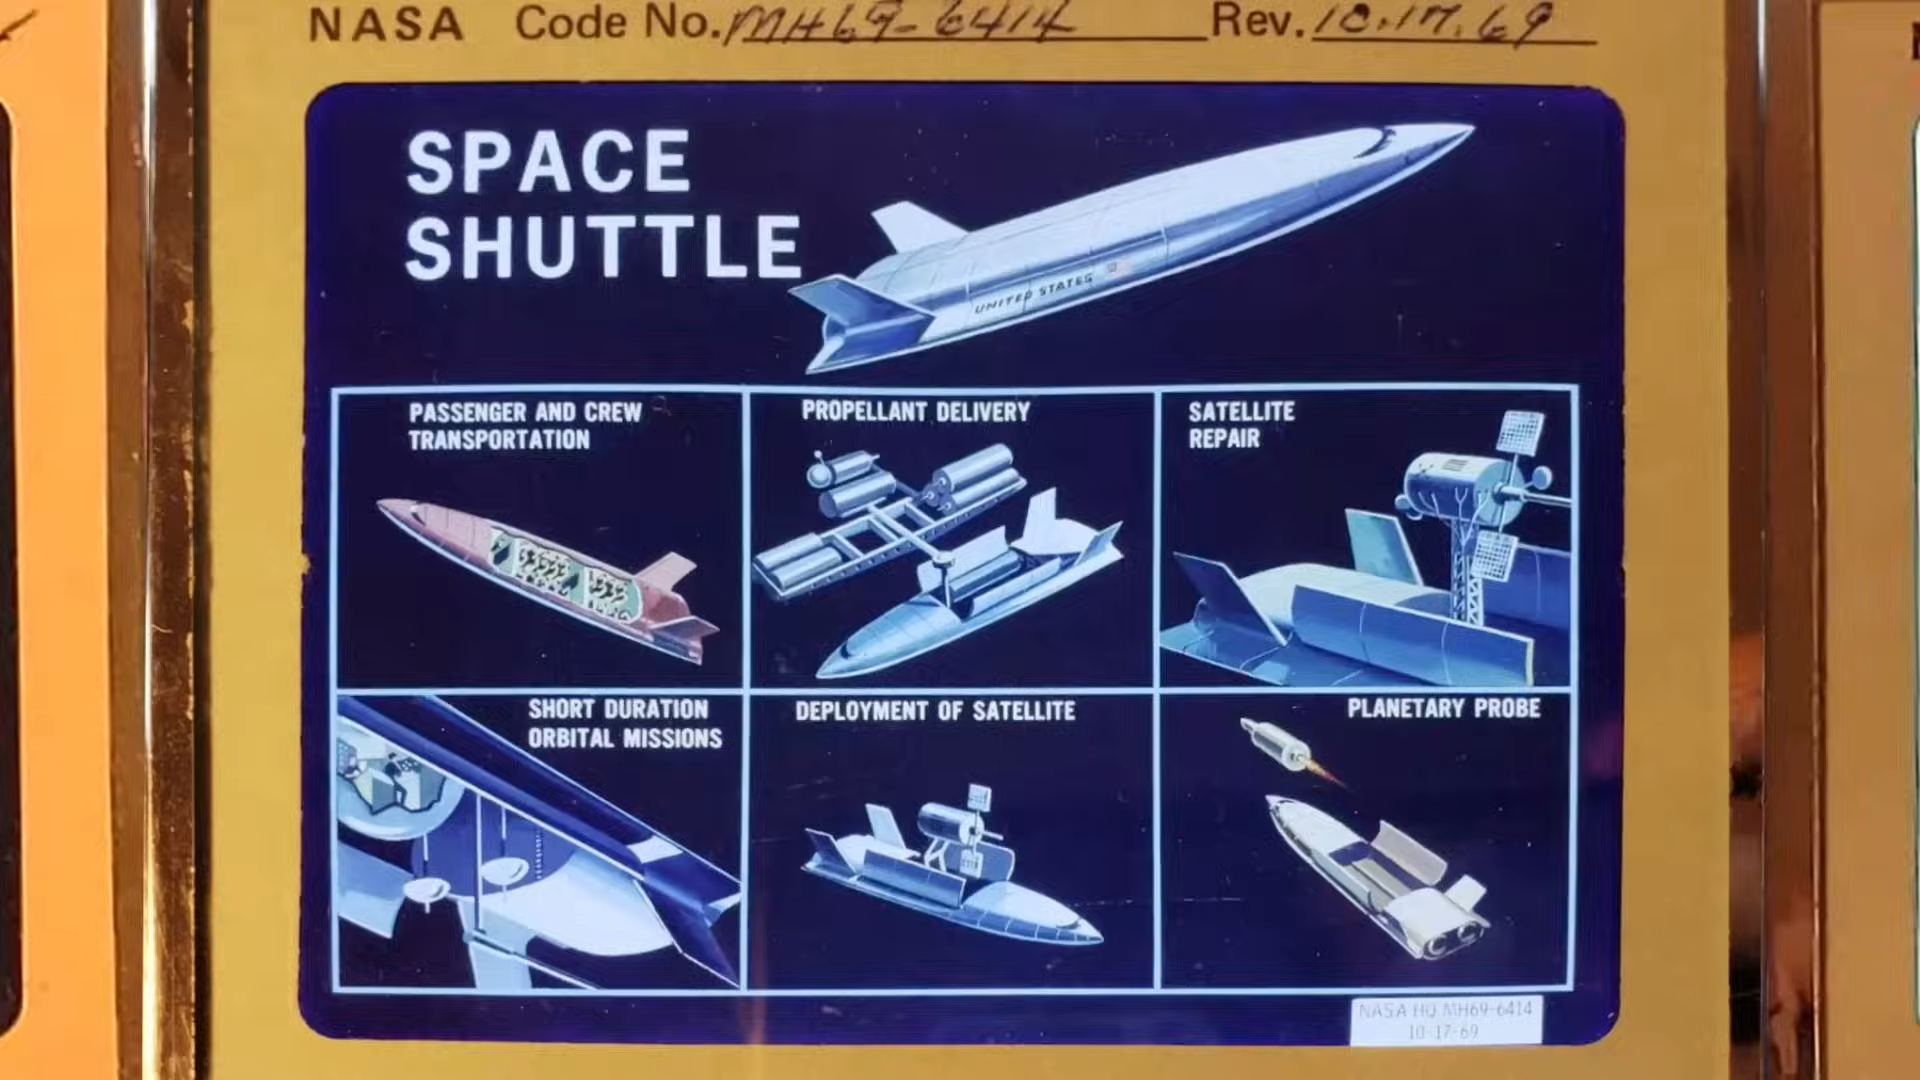 NASA Code No. MH69-6414 Rev. 10.17.69
SPACE
SHUTTLE
UNITED STATES
PASSENGER AND CREW
TRANSPORTATION
PROPELLANT DELIVERY
SATELLITE
REPAIR
SHORT DURATION
ORBITAL MISSIONS
DEPLOYMENT OF SATELLITE
PLANETARY PROBE
NASA HQ MH69-6414
10-17-69